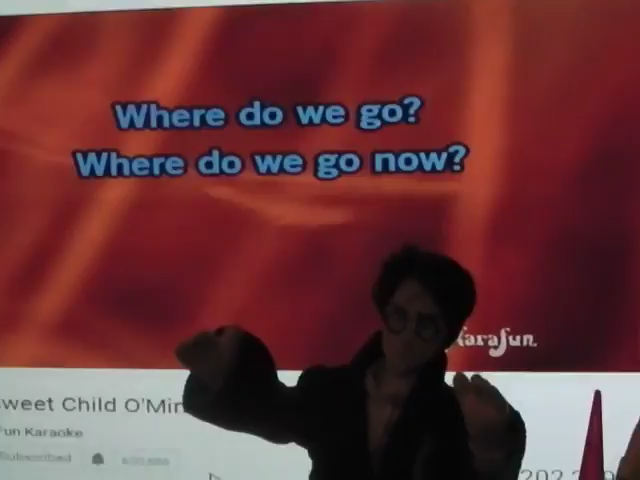 Where do we go?
Where do we go now?
KaraFun
weet Child O'Min
Fun Karaoke
Subscribed